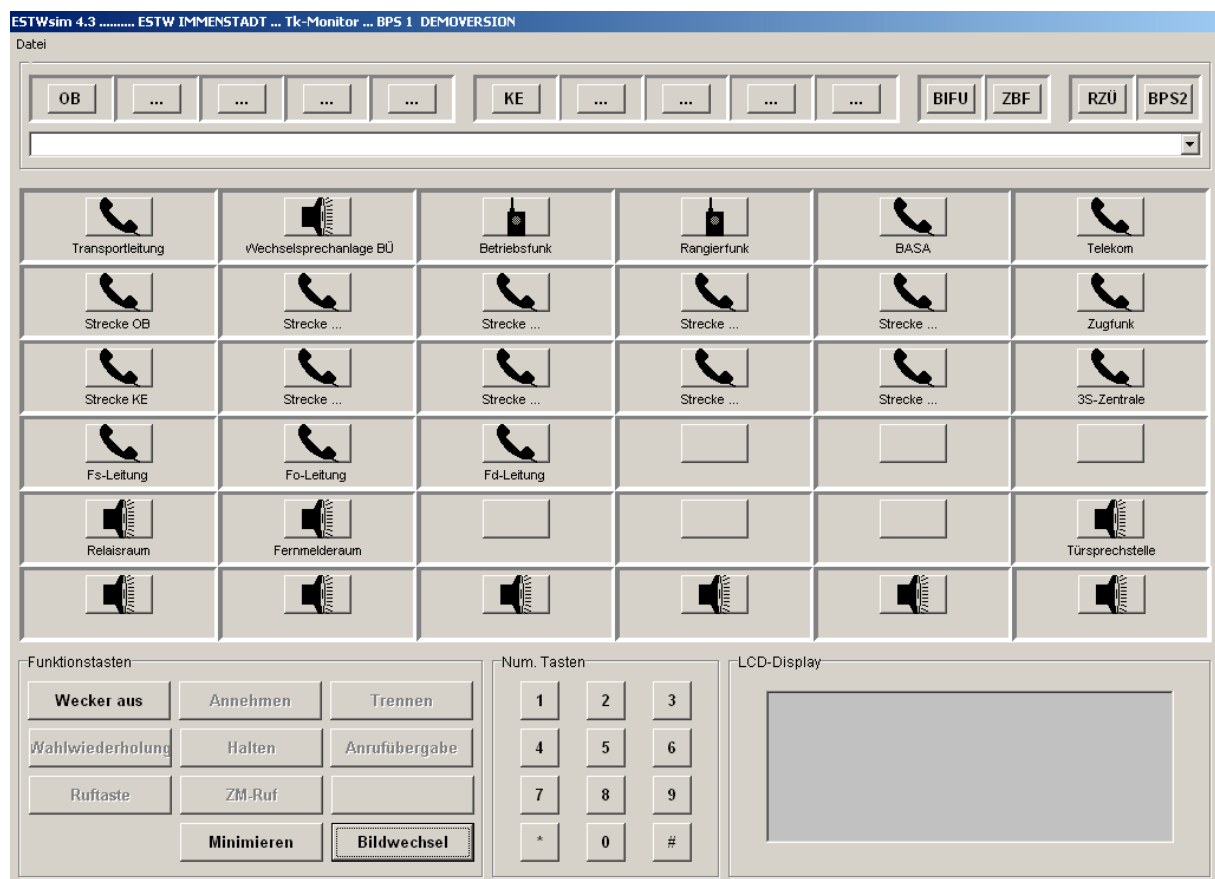 ESTWsim 4.3 .......... ESTW IMMENSTADT ... Tk-Monitor ... BPS 1 DEMOVERSION
Datei
OB ... ... ... ... KE ... ... ... ... BIFU ZBF RZÜ BPS2
Transportleitung Wechselsprechanlage BÜ Betriebsfunk Rangierfunk BASA Telekom
Strecke OB Strecke ... Strecke ... Strecke ... Strecke ... Zugfunk
Strecke KE Strecke ... Strecke ... Strecke ... Strecke ... 3S-Zentrale
Fs-Leitung Fo-Leitung Fd-Leitung
Relaisraum Fernmelderaum Türsprechstelle
Funktionstasten Num. Tasten LCD-Display
Wecker aus Annehmen Trennen 1 2 3
Wahlwiederholung Halten Anrufübergabe 4 5 6
Ruftaste ZM-Ruf 7 8 9
Minimieren Bildwechsel * 0 #